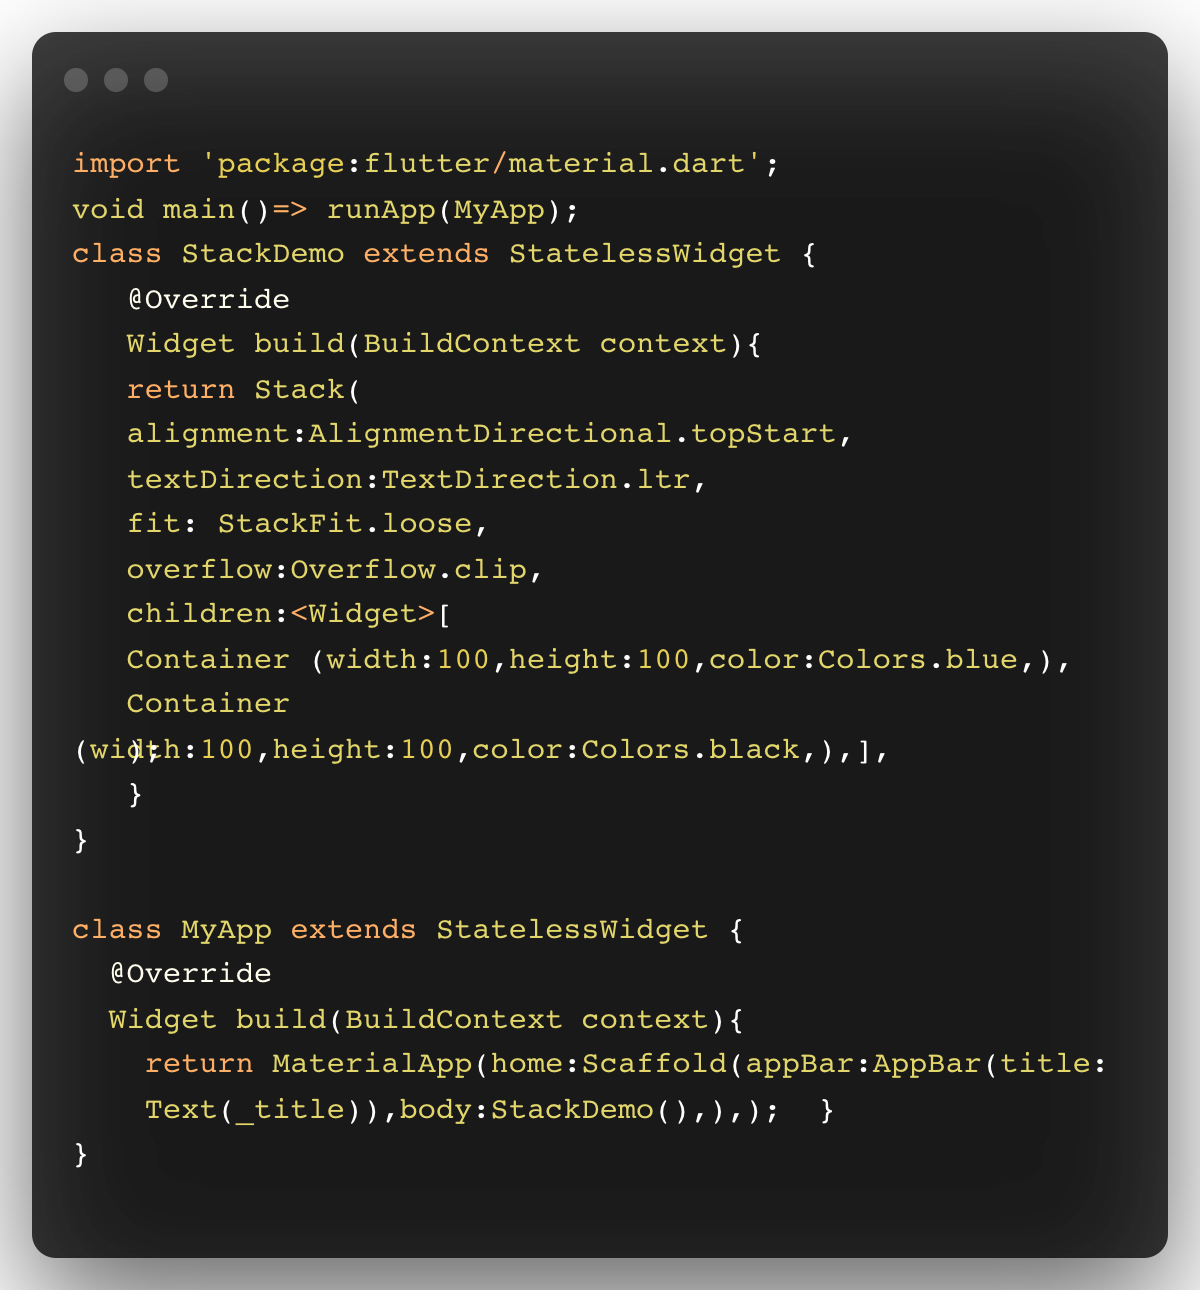 import 'package:flutter/material.dart';
void main()=> runApp(MyApp);
class StackDemo extends StatelessWidget {
@Override
Widget build(BuildContext context){
return Stack(
alignment:AlignmentDirectional.topStart,
textDirection:TextDirection.ltr,
fit: StackFit.loose,
overflow:Overflow.clip,
children:<Widget>[
Container (width:100,height:100,color:Colors.blue,),
Container
(width:100,height:100,color:Colors.black,),],
);
}
}
class MyApp extends StatelessWidget {
@Override
Widget build(BuildContext context){
return MaterialApp(home:Scaffold(appBar:AppBar(title:
Text(_title)),body:StackDemo(),),);  }
}